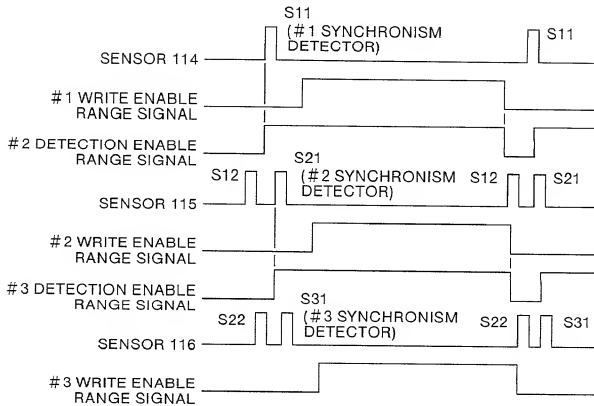 S11
(#1 SYNCHRONISM
DETECTOR)
S11
SENSOR 114
#1 WRITE ENABLE
RANGE SIGNAL
#2 DETECTION ENABLE
RANGE SIGNAL
S21
S12
(#2 SYNCHRONISM
DETECTOR)
S12
S21
SENSOR 115
#2 WRITE ENABLE
RANGE SIGNAL
#3 DETECTION ENABLE
RANGE SIGNAL
S31
S22
(#3 SYNCHRONISM
DETECTOR)
S22
S31
SENSOR 116
#3 WRITE ENABLE
RANGE SIGNAL